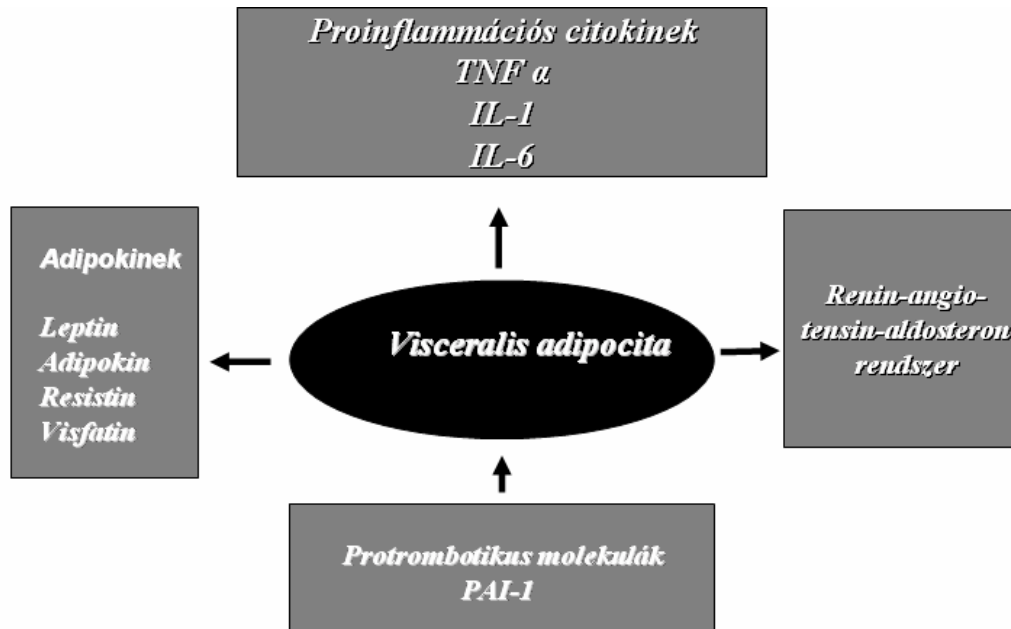 Proinflammációs citokinek
TNF α
IL-1
IL-6
Adipokinek
Leptin
Adipokin
Resistin
Visfatin
Visceralis adipocita
Renin-angio-
tensin-aldosteron
rendszer
Protrombotikus molekulák
PAI-1